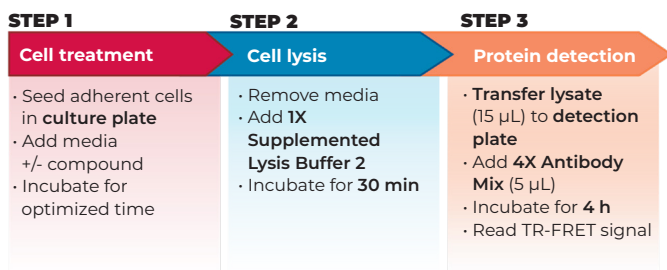 STEP 1
Cell treatment
· Seed adherent cells
in culture plate
· Add media
+/- compound
· Incubate for
optimized time
STEP 2
Cell lysis
· Remove media
· Add 1X
Supplemented
Lysis Buffer 2
· Incubate for 30 min
STEP 3
Protein detection
· Transfer lysate
(15 µL) to detection
plate
· Add 4X Antibody
Mix (5 µL)
· Incubate for 4 h
· Read TR-FRET signal